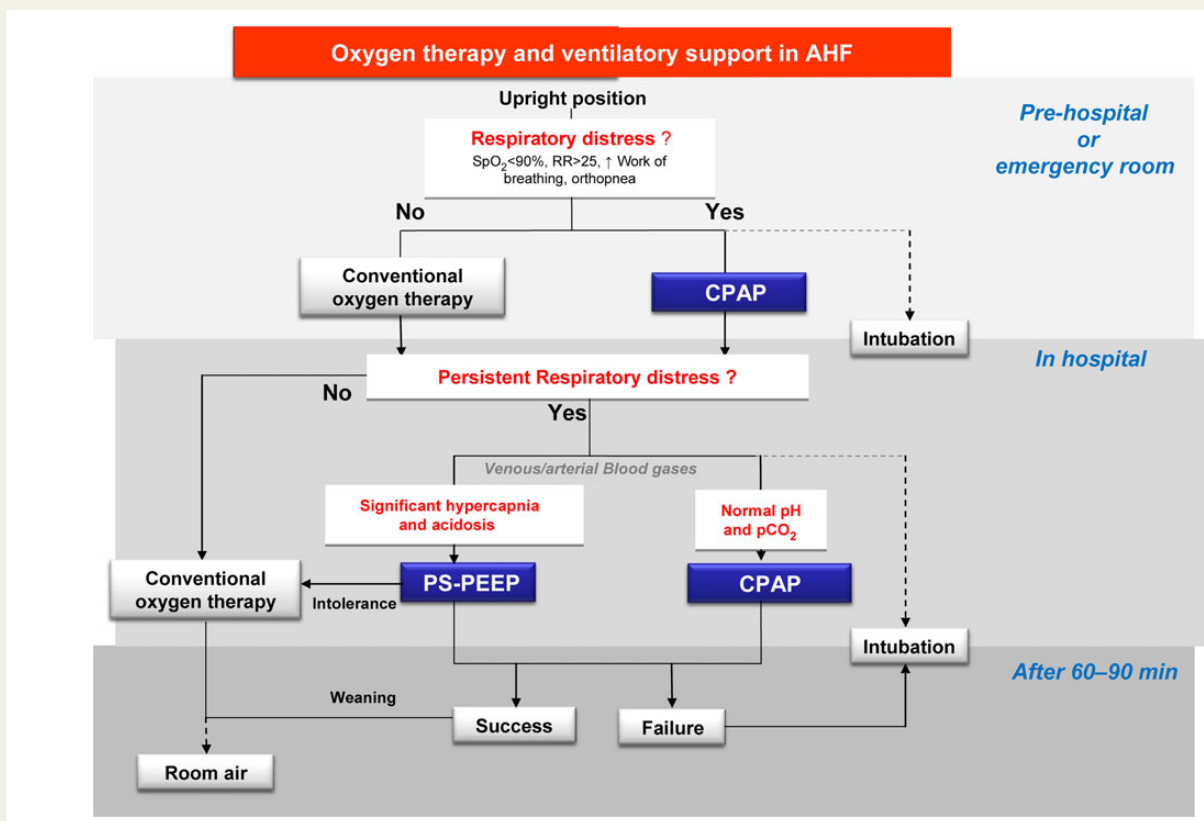 Oxygen therapy and ventilatory support in AHF
Upright position
Pre-hospital
or
emergency room
Respiratory distress ?
SpO₂<90%, RR>25, ↑ Work of
breathing, orthopnea
No
Yes
Conventional
oxygen therapy
CPAP
Intubation
In hospital
Persistent Respiratory distress ?
No
Yes
Venous/arterial Blood gases
Significant hypercapnia
and acidosis
Normal pH
and pCO₂
Conventional
oxygen therapy
Intolerance
PS-PEEP
CPAP
Intubation
After 60–90 min
Weaning
Success
Failure
Room air